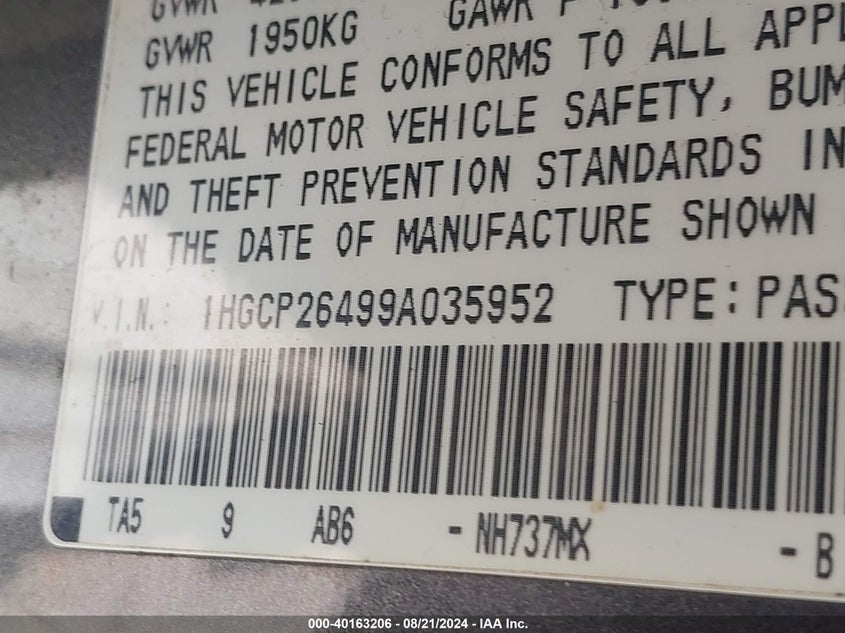 GVWR
GVWR 1950KG GAWR F
THIS VEHICLE CONFORMS TO ALL APPL
FEDERAL MOTOR VEHICLE SAFETY, BUM
AND THEFT PREVENTION STANDARDS IN
ON THE DATE OF MANUFACTURE SHOWN
V.I.N.: 1HGCP26499A035952 TYPE: PAS
TA5 9 AB6 - NH737MX - B
000-40163206 - 08/21/2024 - IAA Inc.